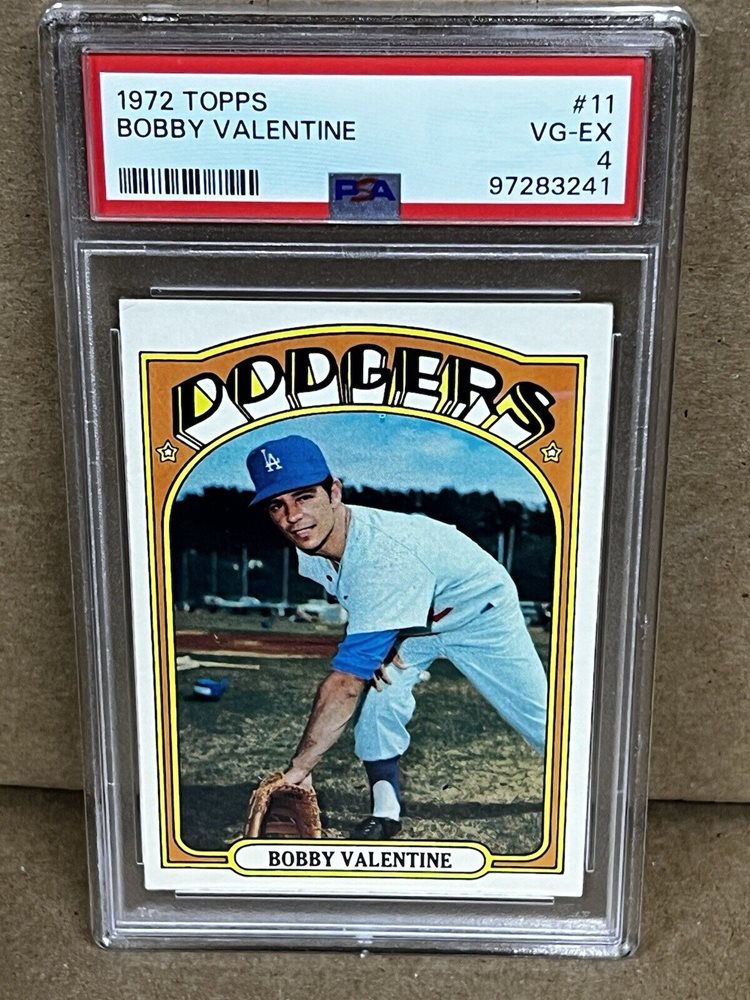 1972 TOPPS #11
BOBBY VALENTINE VG-EX
4
PSA 97283241
DODGERS
LA
BOBBY VALENTINE